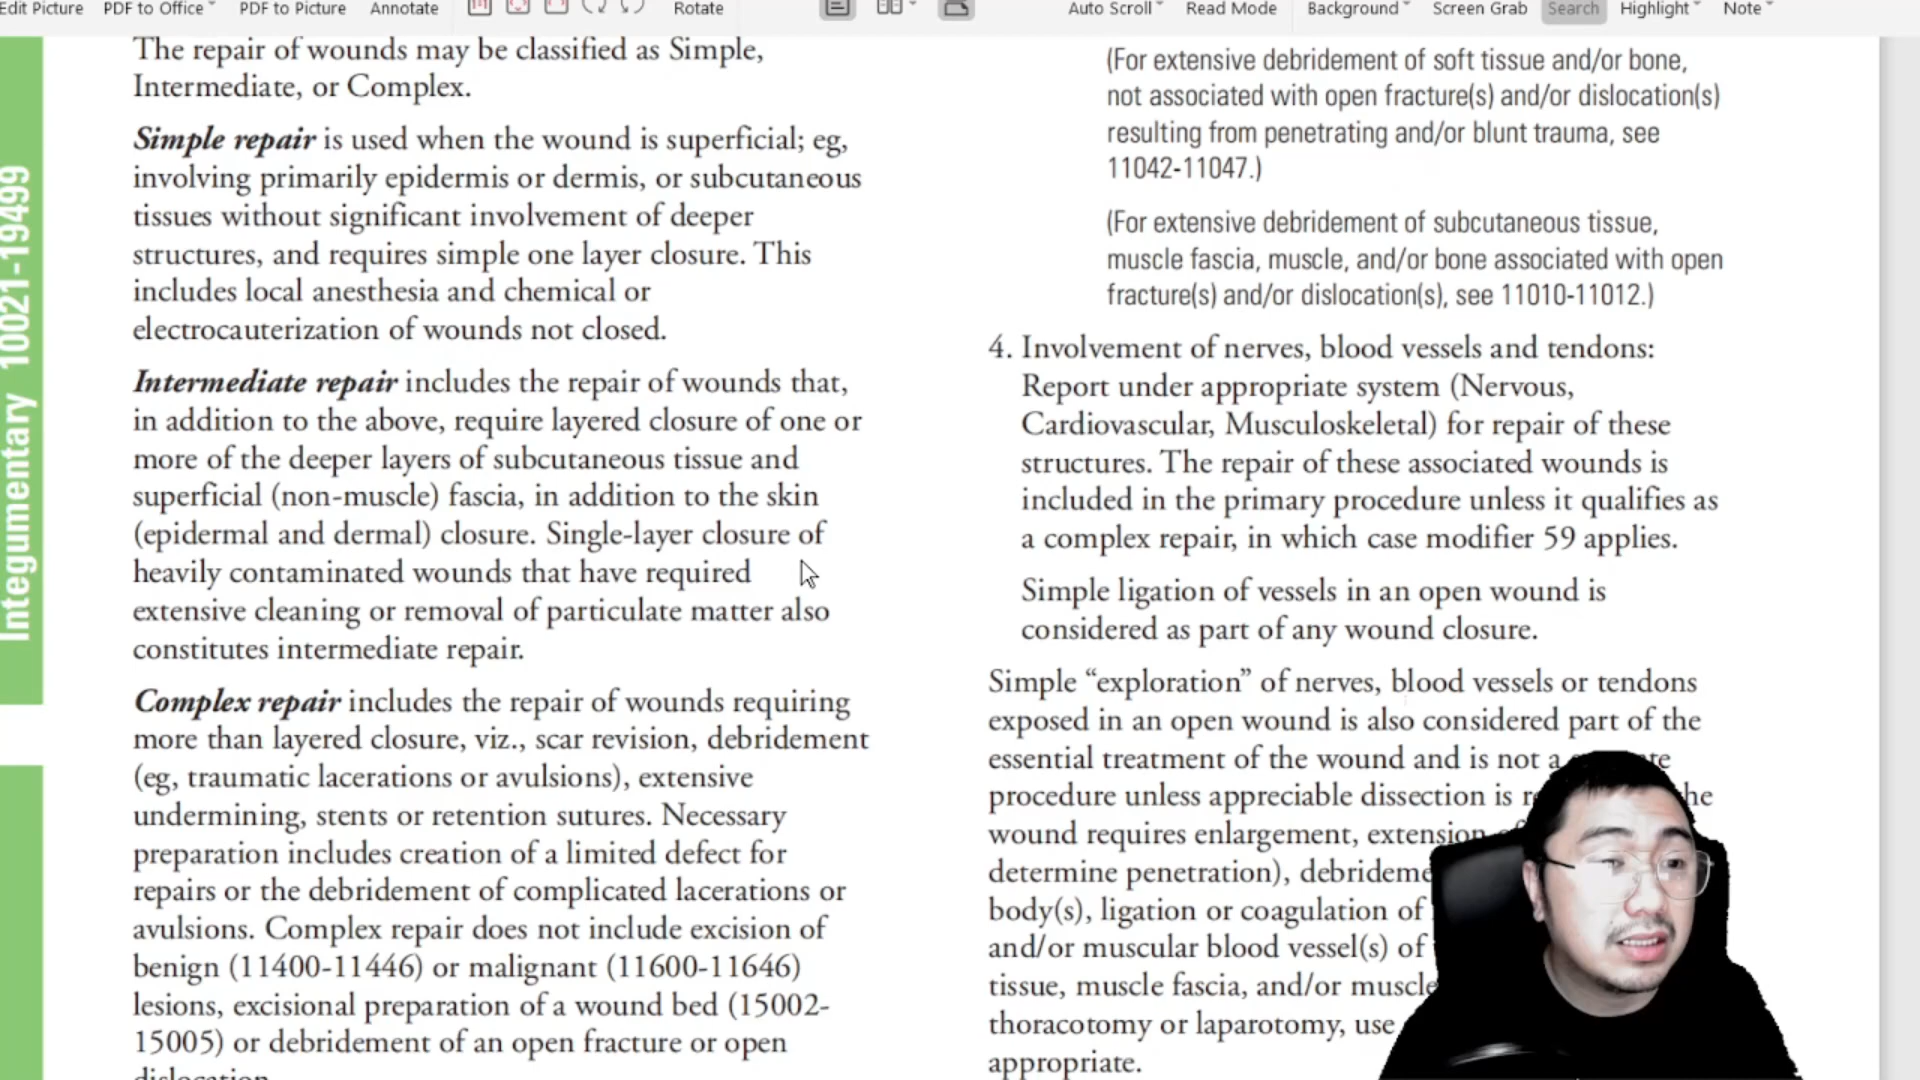 Edit Picture PDF to Office PDF to Picture Annotate Rotate Auto Scroll Read Mode Background Screen Grab Search Highlight Note
Integumentary 10021-19499
The repair of wounds may be classified as Simple,
Intermediate, or Complex.
Simple repair is used when the wound is superficial; eg,
involving primarily epidermis or dermis, or subcutaneous
tissues without significant involvement of deeper
structures, and requires simple one layer closure. This
includes local anesthesia and chemical or
electrocauterization of wounds not closed.
Intermediate repair includes the repair of wounds that,
in addition to the above, require layered closure of one or
more of the deeper layers of subcutaneous tissue and
superficial (non-muscle) fascia, in addition to the skin
(epidermal and dermal) closure. Single-layer closure of
heavily contaminated wounds that have required
extensive cleaning or removal of particulate matter also
constitutes intermediate repair.
Complex repair includes the repair of wounds requiring
more than layered closure, viz., scar revision, debridement
(eg, traumatic lacerations or avulsions), extensive
undermining, stents or retention sutures. Necessary
preparation includes creation of a limited defect for
repairs or the debridement of complicated lacerations or
avulsions. Complex repair does not include excision of
benign (11400-11446) or malignant (11600-11646)
lesions, excisional preparation of a wound bed (15002-
15005) or debridement of an open fracture or open
dislocation
(For extensive debridement of soft tissue and/or bone,
not associated with open fracture(s) and/or dislocation(s)
resulting from penetrating and/or blunt trauma, see
11042-11047.)
(For extensive debridement of subcutaneous tissue,
muscle fascia, muscle, and/or bone associated with open
fracture(s) and/or dislocation(s), see 11010-11012.)
4. Involvement of nerves, blood vessels and tendons:
Report under appropriate system (Nervous,
Cardiovascular, Musculoskeletal) for repair of these
structures. The repair of these associated wounds is
included in the primary procedure unless it qualifies as
a complex repair, in which case modifier 59 applies.
Simple ligation of vessels in an open wound is
considered as part of any wound closure.
Simple “exploration” of nerves, blood vessels or tendons
exposed in an open wound is also considered part of the
essential treatment of the wound and is not a
procedure unless appreciable dissection is
wound requires enlargement, extension
determine penetration),
body(s), ligation or coagulation of
and/or muscular blood vessel(s) of
tissue, muscle fascia, and/or muscle
thoracotomy or laparotomy, use
appropriate.